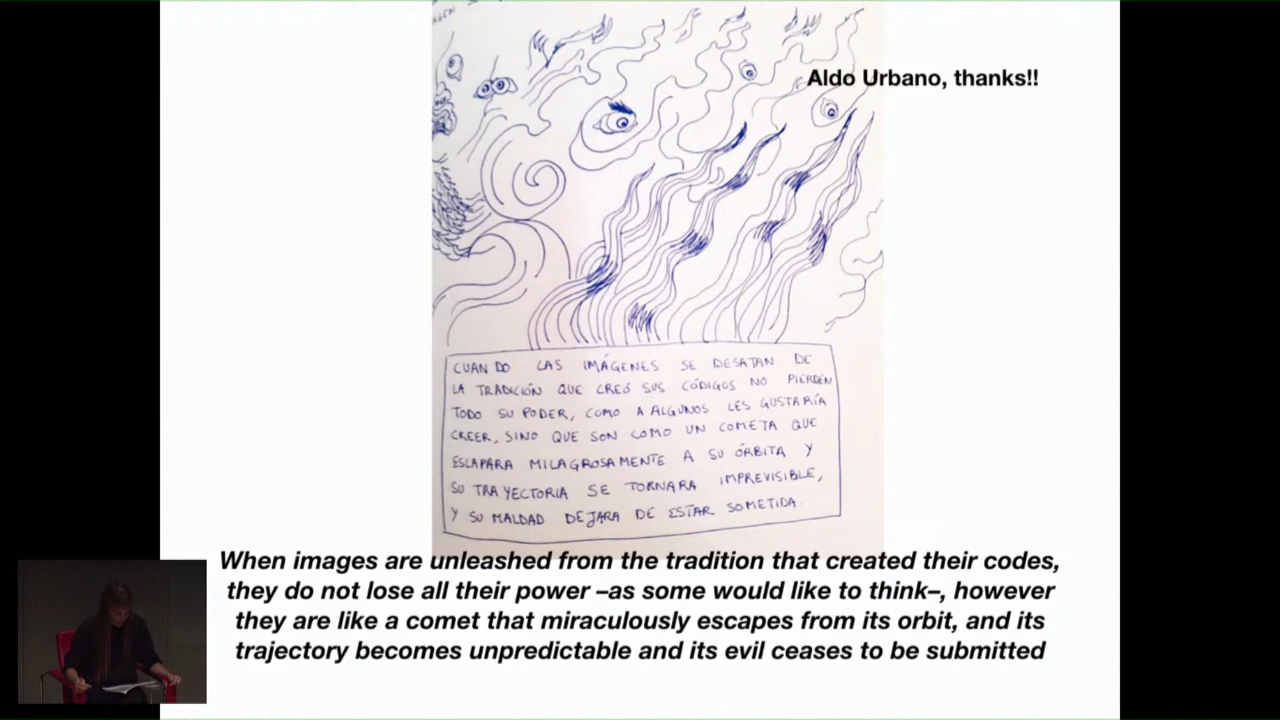 Aldo Urbano, thanks!!
CUANDO LAS IMÁGENES SE DESATAN DE
LA TRADICIÓN QUE CREÓ SUS CÓDIGOS NO PIERDEN
TODO SU PODER, COMO A ALGUNOS LES GUSTARÍA
CREER, SINO QUE SON COMO UN COMETA QUE
ESCAPARA MILAGROSAMENTE A SU ÓRBITA Y
SU TRAYECTORIA SE TORNARA IMPREVISIBLE,
Y SU MALDAD DEJARA DE ESTAR SOMETIDA.
When images are unleashed from the tradition that created their codes,
they do not lose all their power –as some would like to think–, however
they are like a comet that miraculously escapes from its orbit, and its
trajectory becomes unpredictable and its evil ceases to be submitted